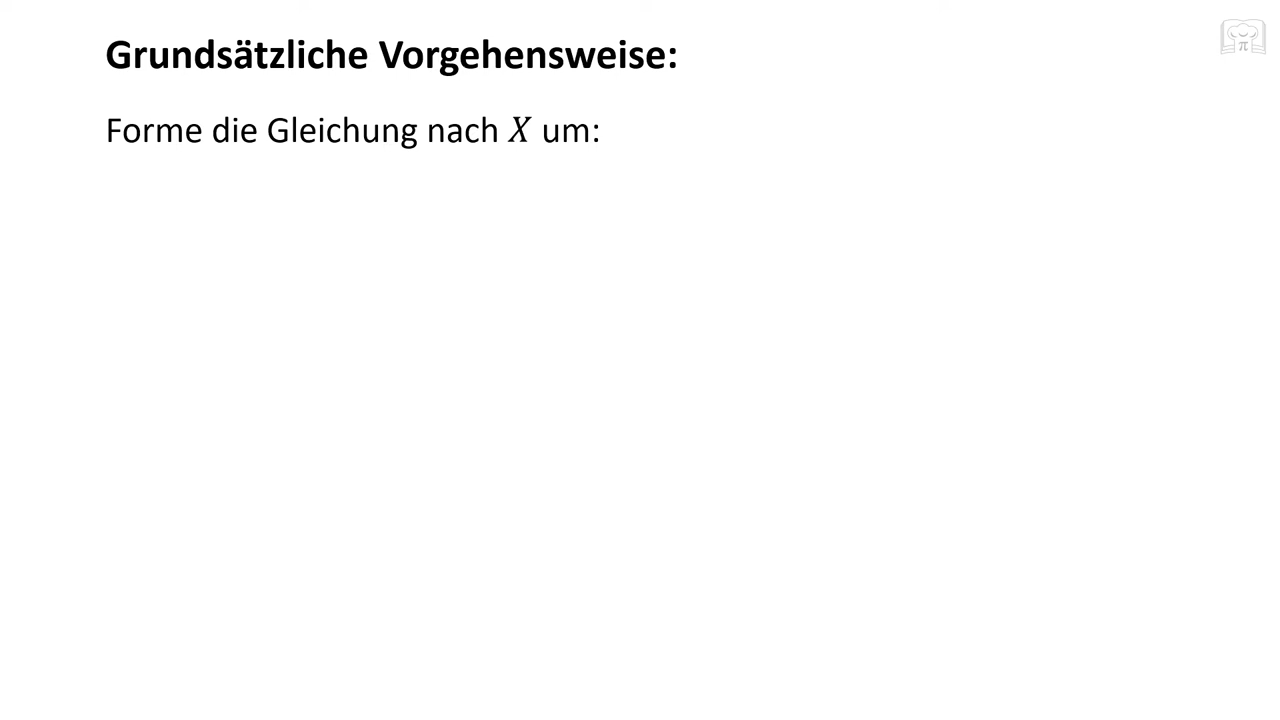 Grundsätzliche Vorgehensweise:
Forme die Gleichung nach X um:
π